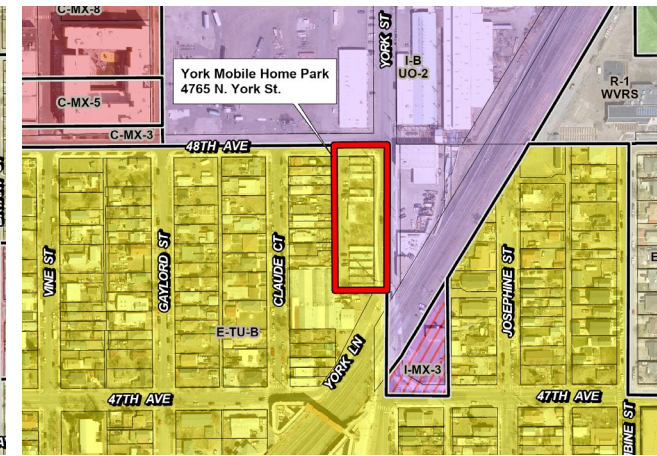 C-MX-8
YORK ST
York Mobile Home Park
4765 N. York St.
I-B
UO-2
R-1
WVRS
C-MX-5
C-MX-3
48TH AVE
VINE ST
GAYLORD ST
CLAUDE CT
JOSEPHINE ST
E-TU-B
YORK LN
I-MX-3
47TH AVE
47TH AVE
BINE ST
E